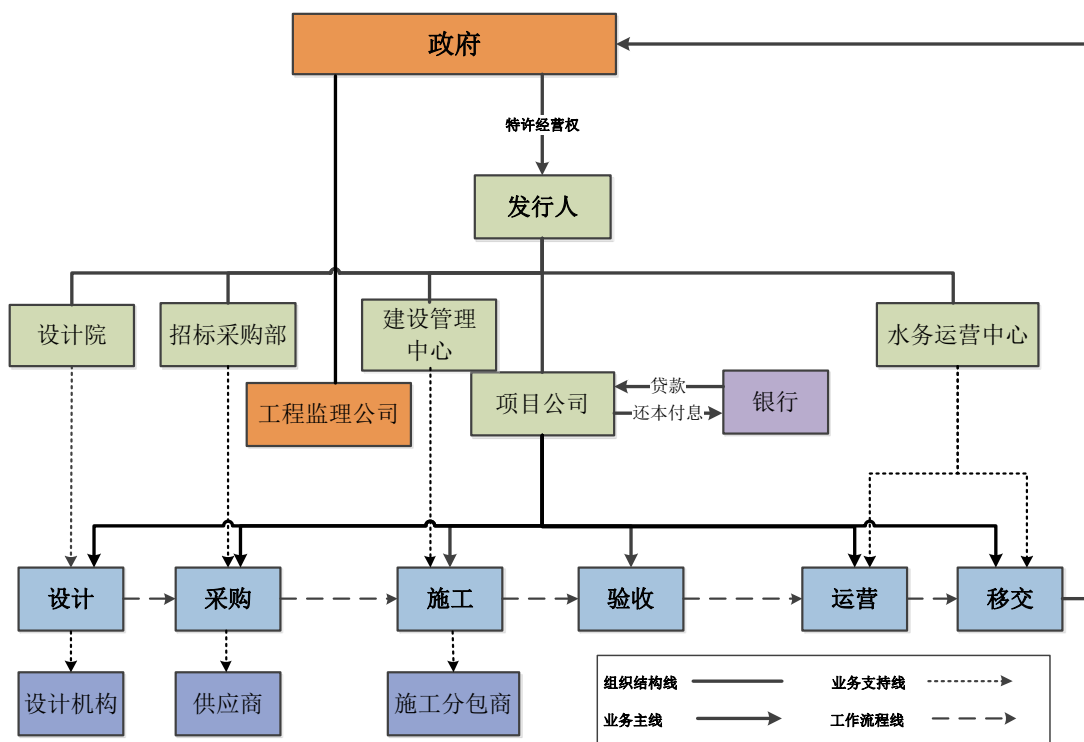 政府
特许经营权
发行人
设计院
招标采购部
建设管理
中心
水务运营中心
工程监理公司
项目公司
贷款
还本付息
银行
设计
采购
施工
验收
运营
移交
设计机构
供应商
施工分包商
组织结构线
业务支持线
业务主线
工作流程线